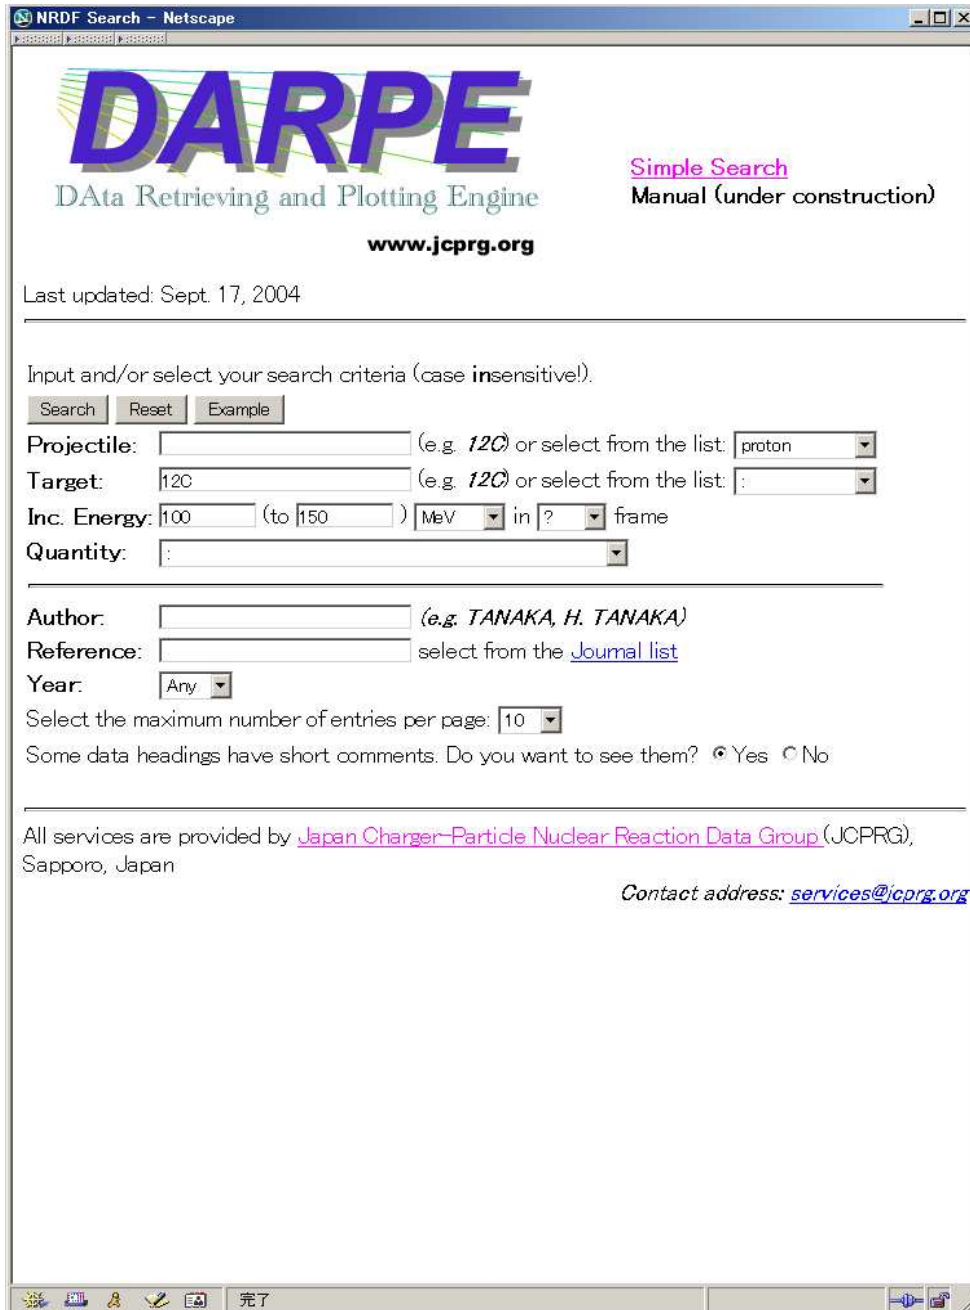 NRDF Search - Netscape
DARPE
DAta Retrieving and Plotting Engine
www.jcprg.org
Simple Search
Manual (under construction)
Last updated: Sept. 17, 2004
Input and/or select your search criteria (case insensitive!).
Search Reset Example
Projectile: (e.g. 12C) or select from the list: proton
Target: 12C (e.g. 12C) or select from the list: :
Inc. Energy: 100 (to 150 ) MeV in ? frame
Quantity: :
Author: (e.g. TANAKA, H. TANAKA)
Reference: select from the Journal list
Year: Any
Select the maximum number of entries per page: 10
Some data headings have short comments. Do you want to see them? Yes No
All services are provided by Japan Charger-Particle Nuclear Reaction Data Group (JCPRG),
Sapporo, Japan
Contact address: services@jcprg.org
完了